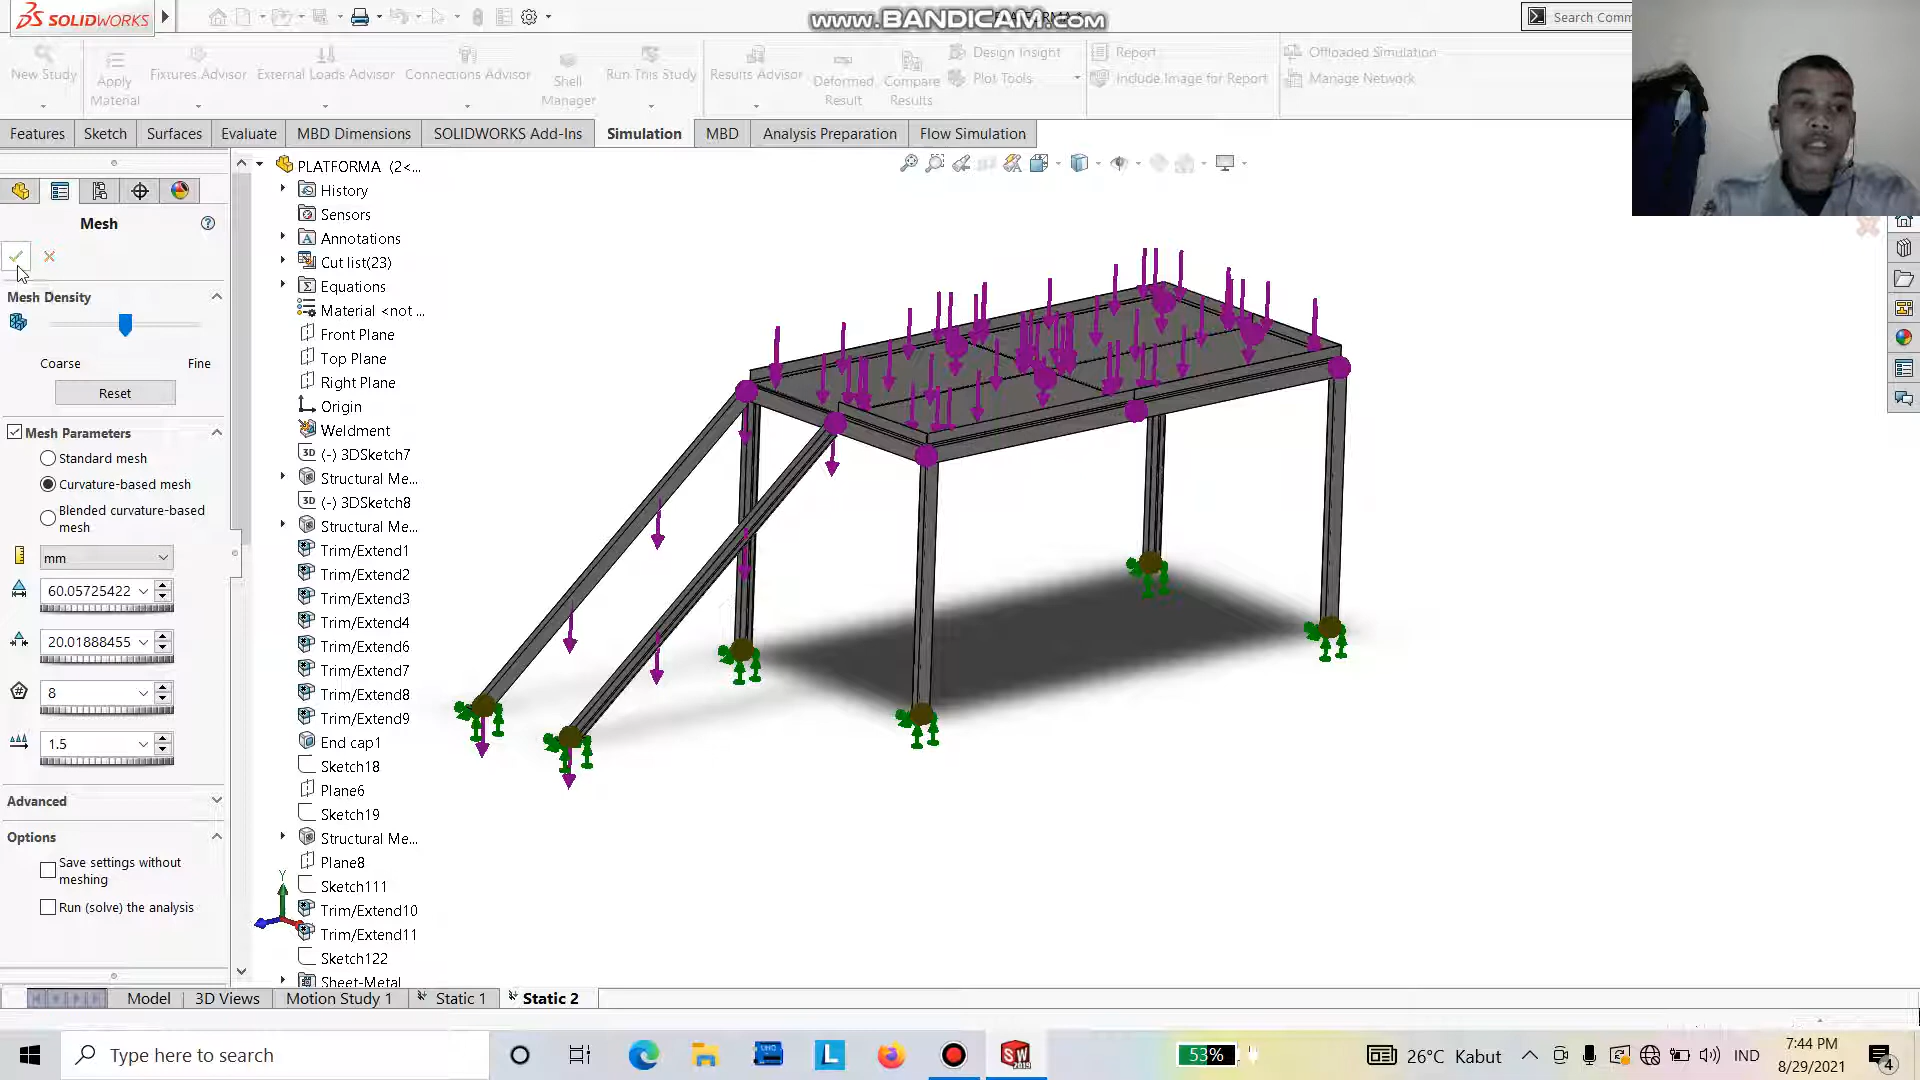 SOLIDWORKS
www.BANDICAM.com
Search Comm
New Study
Apply
Material
Fixtures Advisor
External Loads Advisor
Connections Advisor
Shell
Manager
Run This Study
Results Advisor
Deformed
Result
Compare
Results
Design Insight
Plot Tools
Report
Include Image for Report
Offloaded Simulation
Manage Network
Features
Sketch
Surfaces
Evaluate
MBD Dimensions
SOLIDWORKS Add-Ins
Simulation
MBD
Analysis Preparation
Flow Simulation
Mesh
Mesh Density
Coarse
Fine
Reset
Mesh Parameters
Standard mesh
Curvature-based mesh
Blended curvature-based
mesh
mm
60.05725422
20.01888455
8
1.5
Advanced
Options
Save settings without
meshing
Run (solve) the analysis
PLATFORMA (2<...
History
Sensors
Annotations
Cut list(23)
Equations
Material <not ...
Front Plane
Top Plane
Right Plane
Origin
Weldment
(-) 3DSketch7
Structural Me...
(-) 3DSketch8
Structural Me...
Trim/Extend1
Trim/Extend2
Trim/Extend3
Trim/Extend4
Trim/Extend6
Trim/Extend7
Trim/Extend8
Trim/Extend9
End cap1
Sketch18
Plane6
Sketch19
Structural Me...
Plane8
Sketch111
Trim/Extend10
Trim/Extend11
Sketch122
Sheet-Metal
Y
Model
3D Views
Motion Study 1
Static 1
Static 2
Type here to search
53%
26°C Kabut
IND
7:44 PM
8/29/2021
4